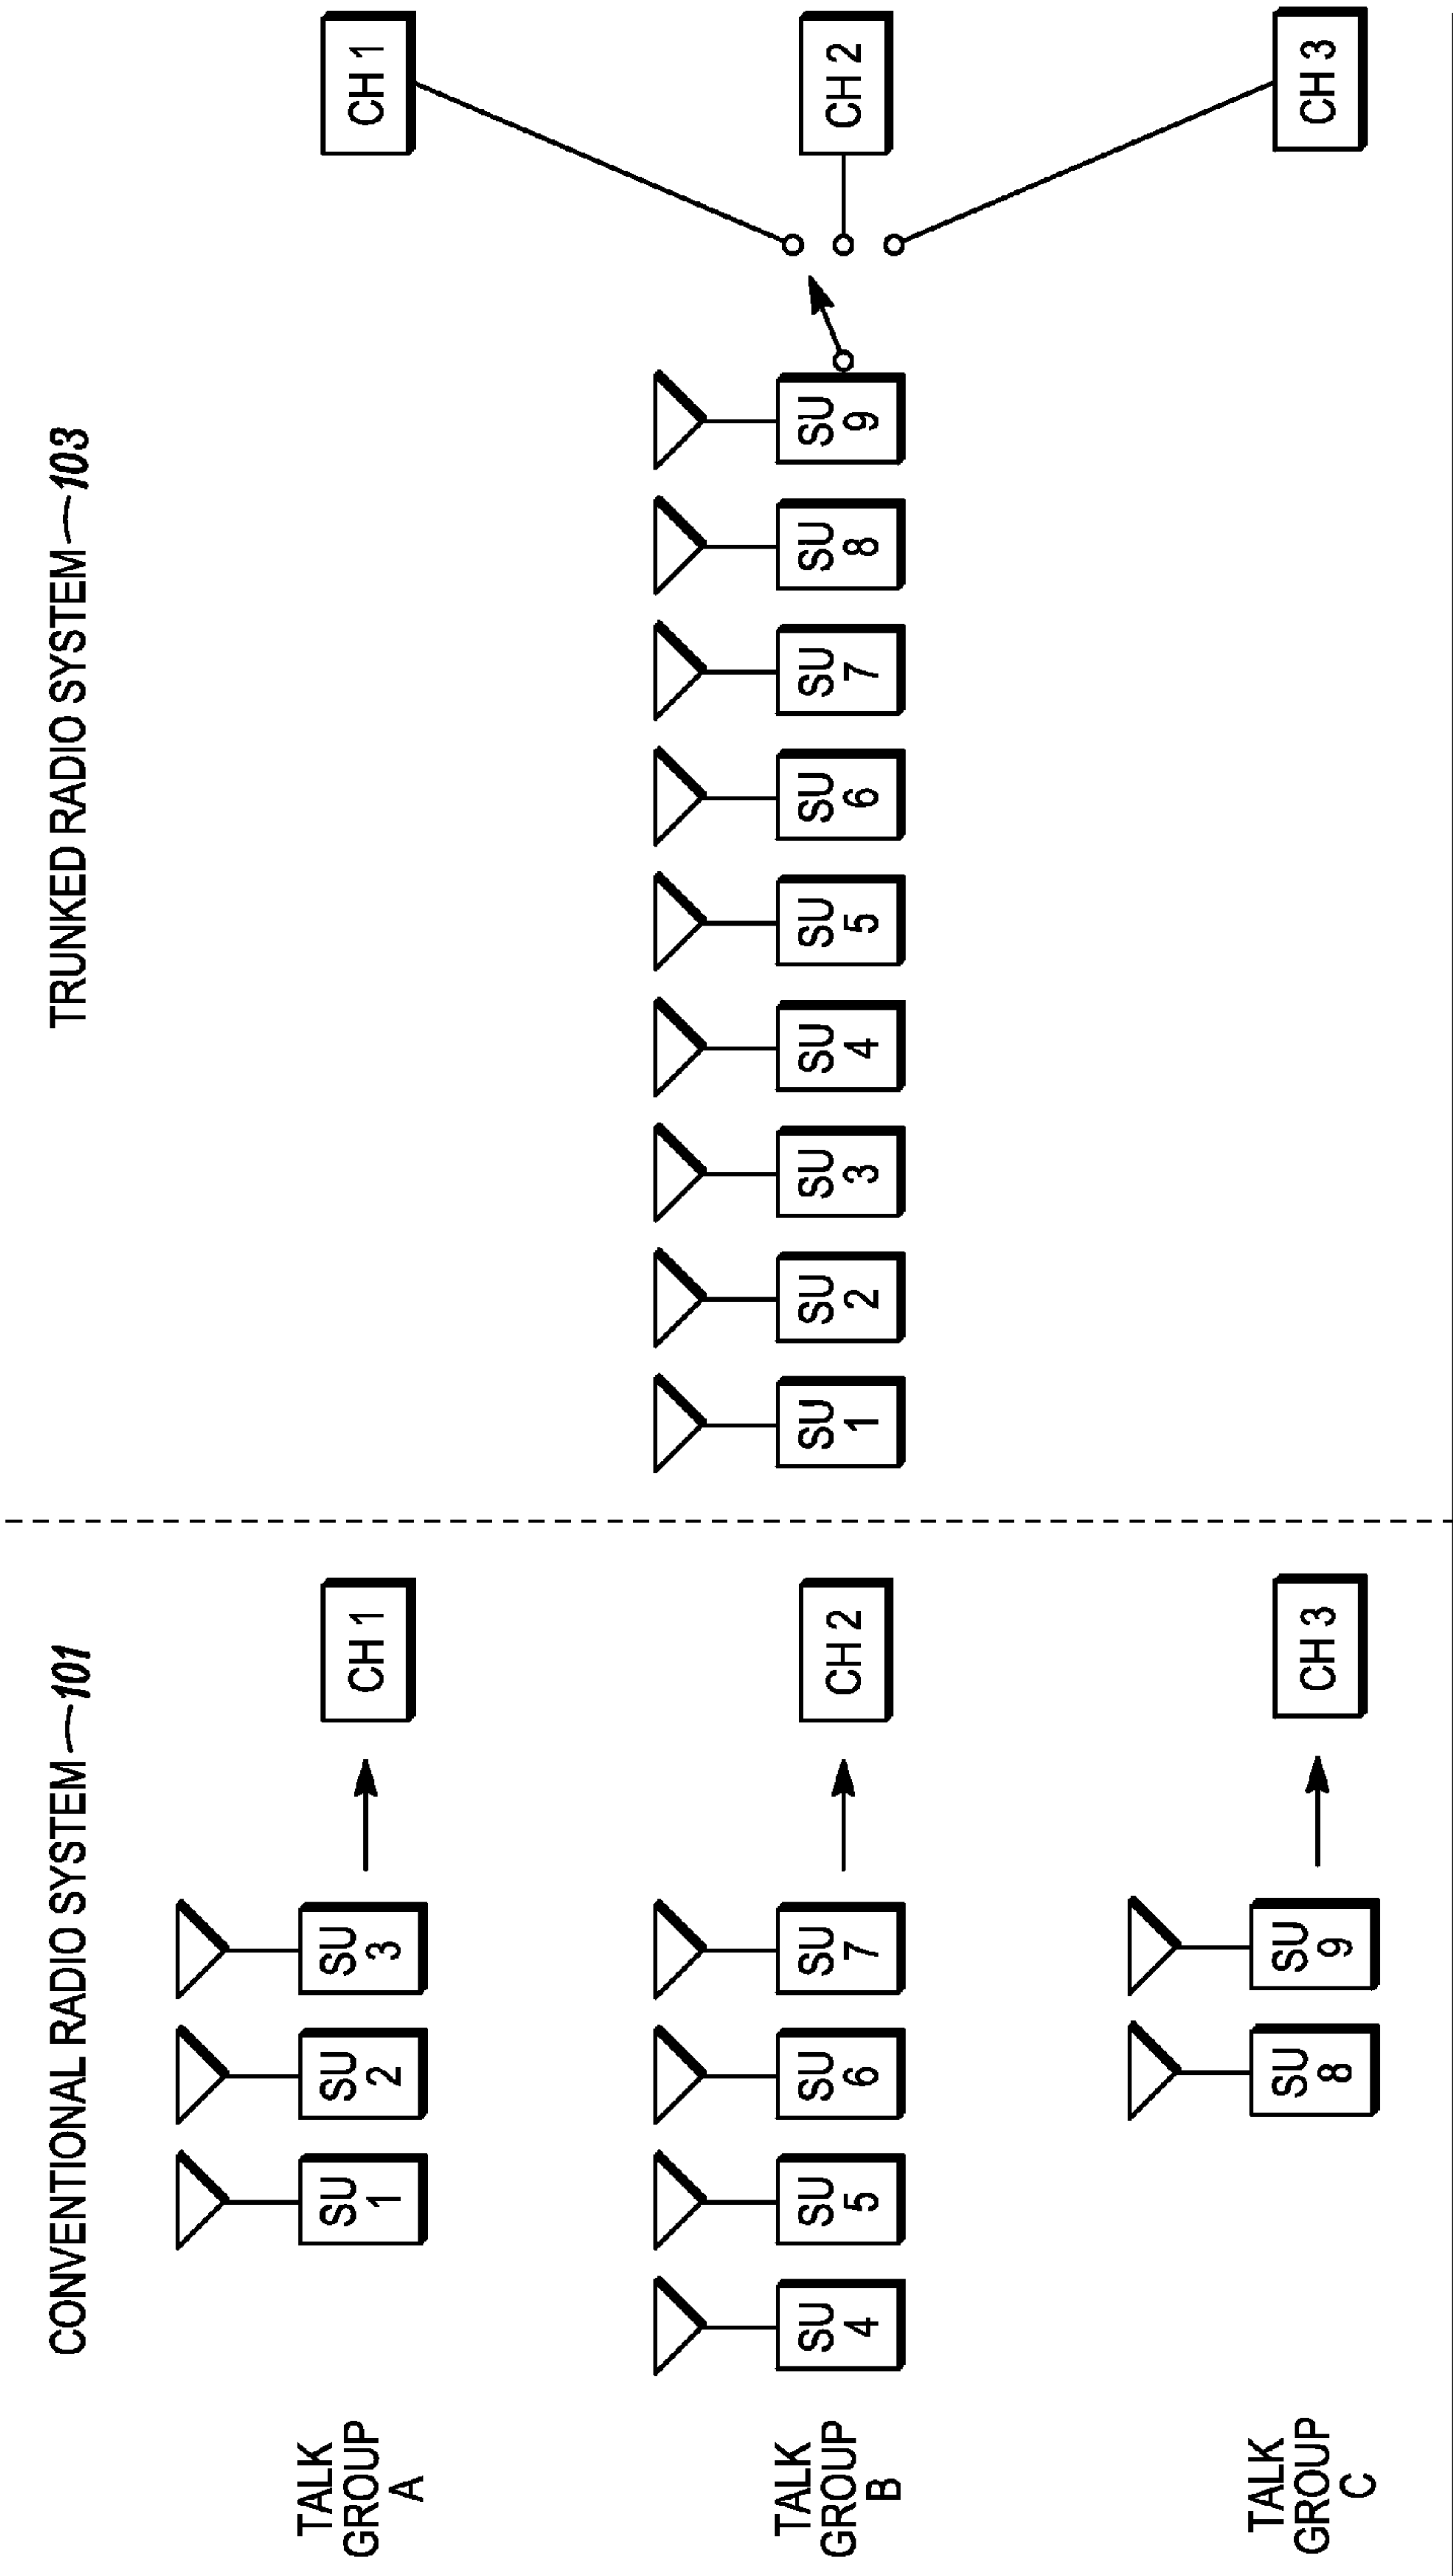 CONVENTIONAL RADIO SYSTEM 101
TALK
GROUP
A
SU
1
SU
2
SU
3
CH 1
TALK
GROUP
B
SU
4
SU
5
SU
6
SU
7
CH 2
TALK
GROUP
C
SU
8
SU
9
CH 3
TRUNKED RADIO SYSTEM 103
SU
1
SU
2
SU
3
SU
4
SU
5
SU
6
SU
7
SU
8
SU
9
CH 1
CH 2
CH 3